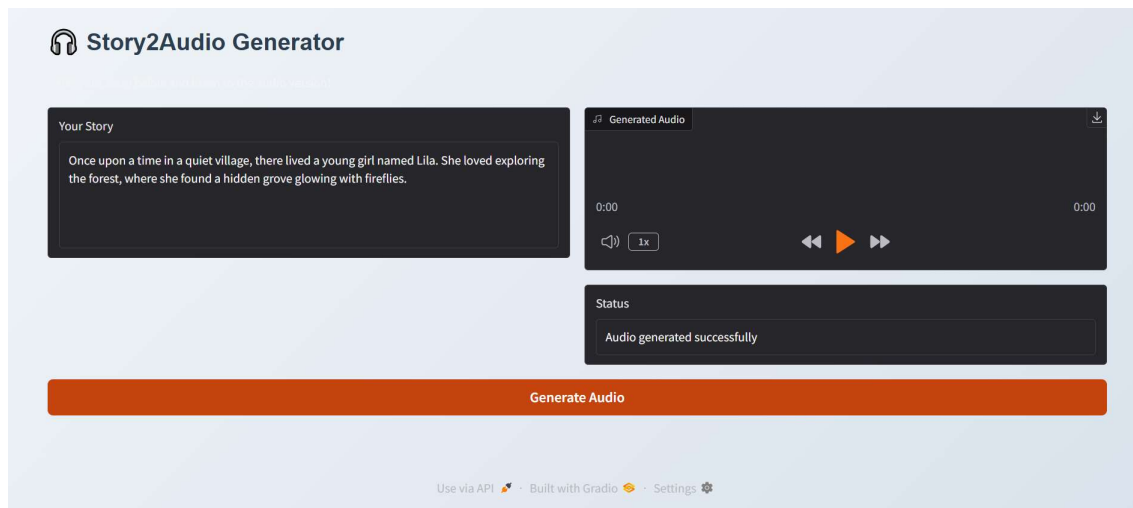 Story2Audio Generator
Your Story
Once upon a time in a quiet village, there lived a young girl named Lila. She loved exploring
the forest, where she found a hidden grove glowing with fireflies.
Generated Audio
0:00 0:00
1x
Status
Audio generated successfully
Generate Audio
Use via API · Built with Gradio · Settings